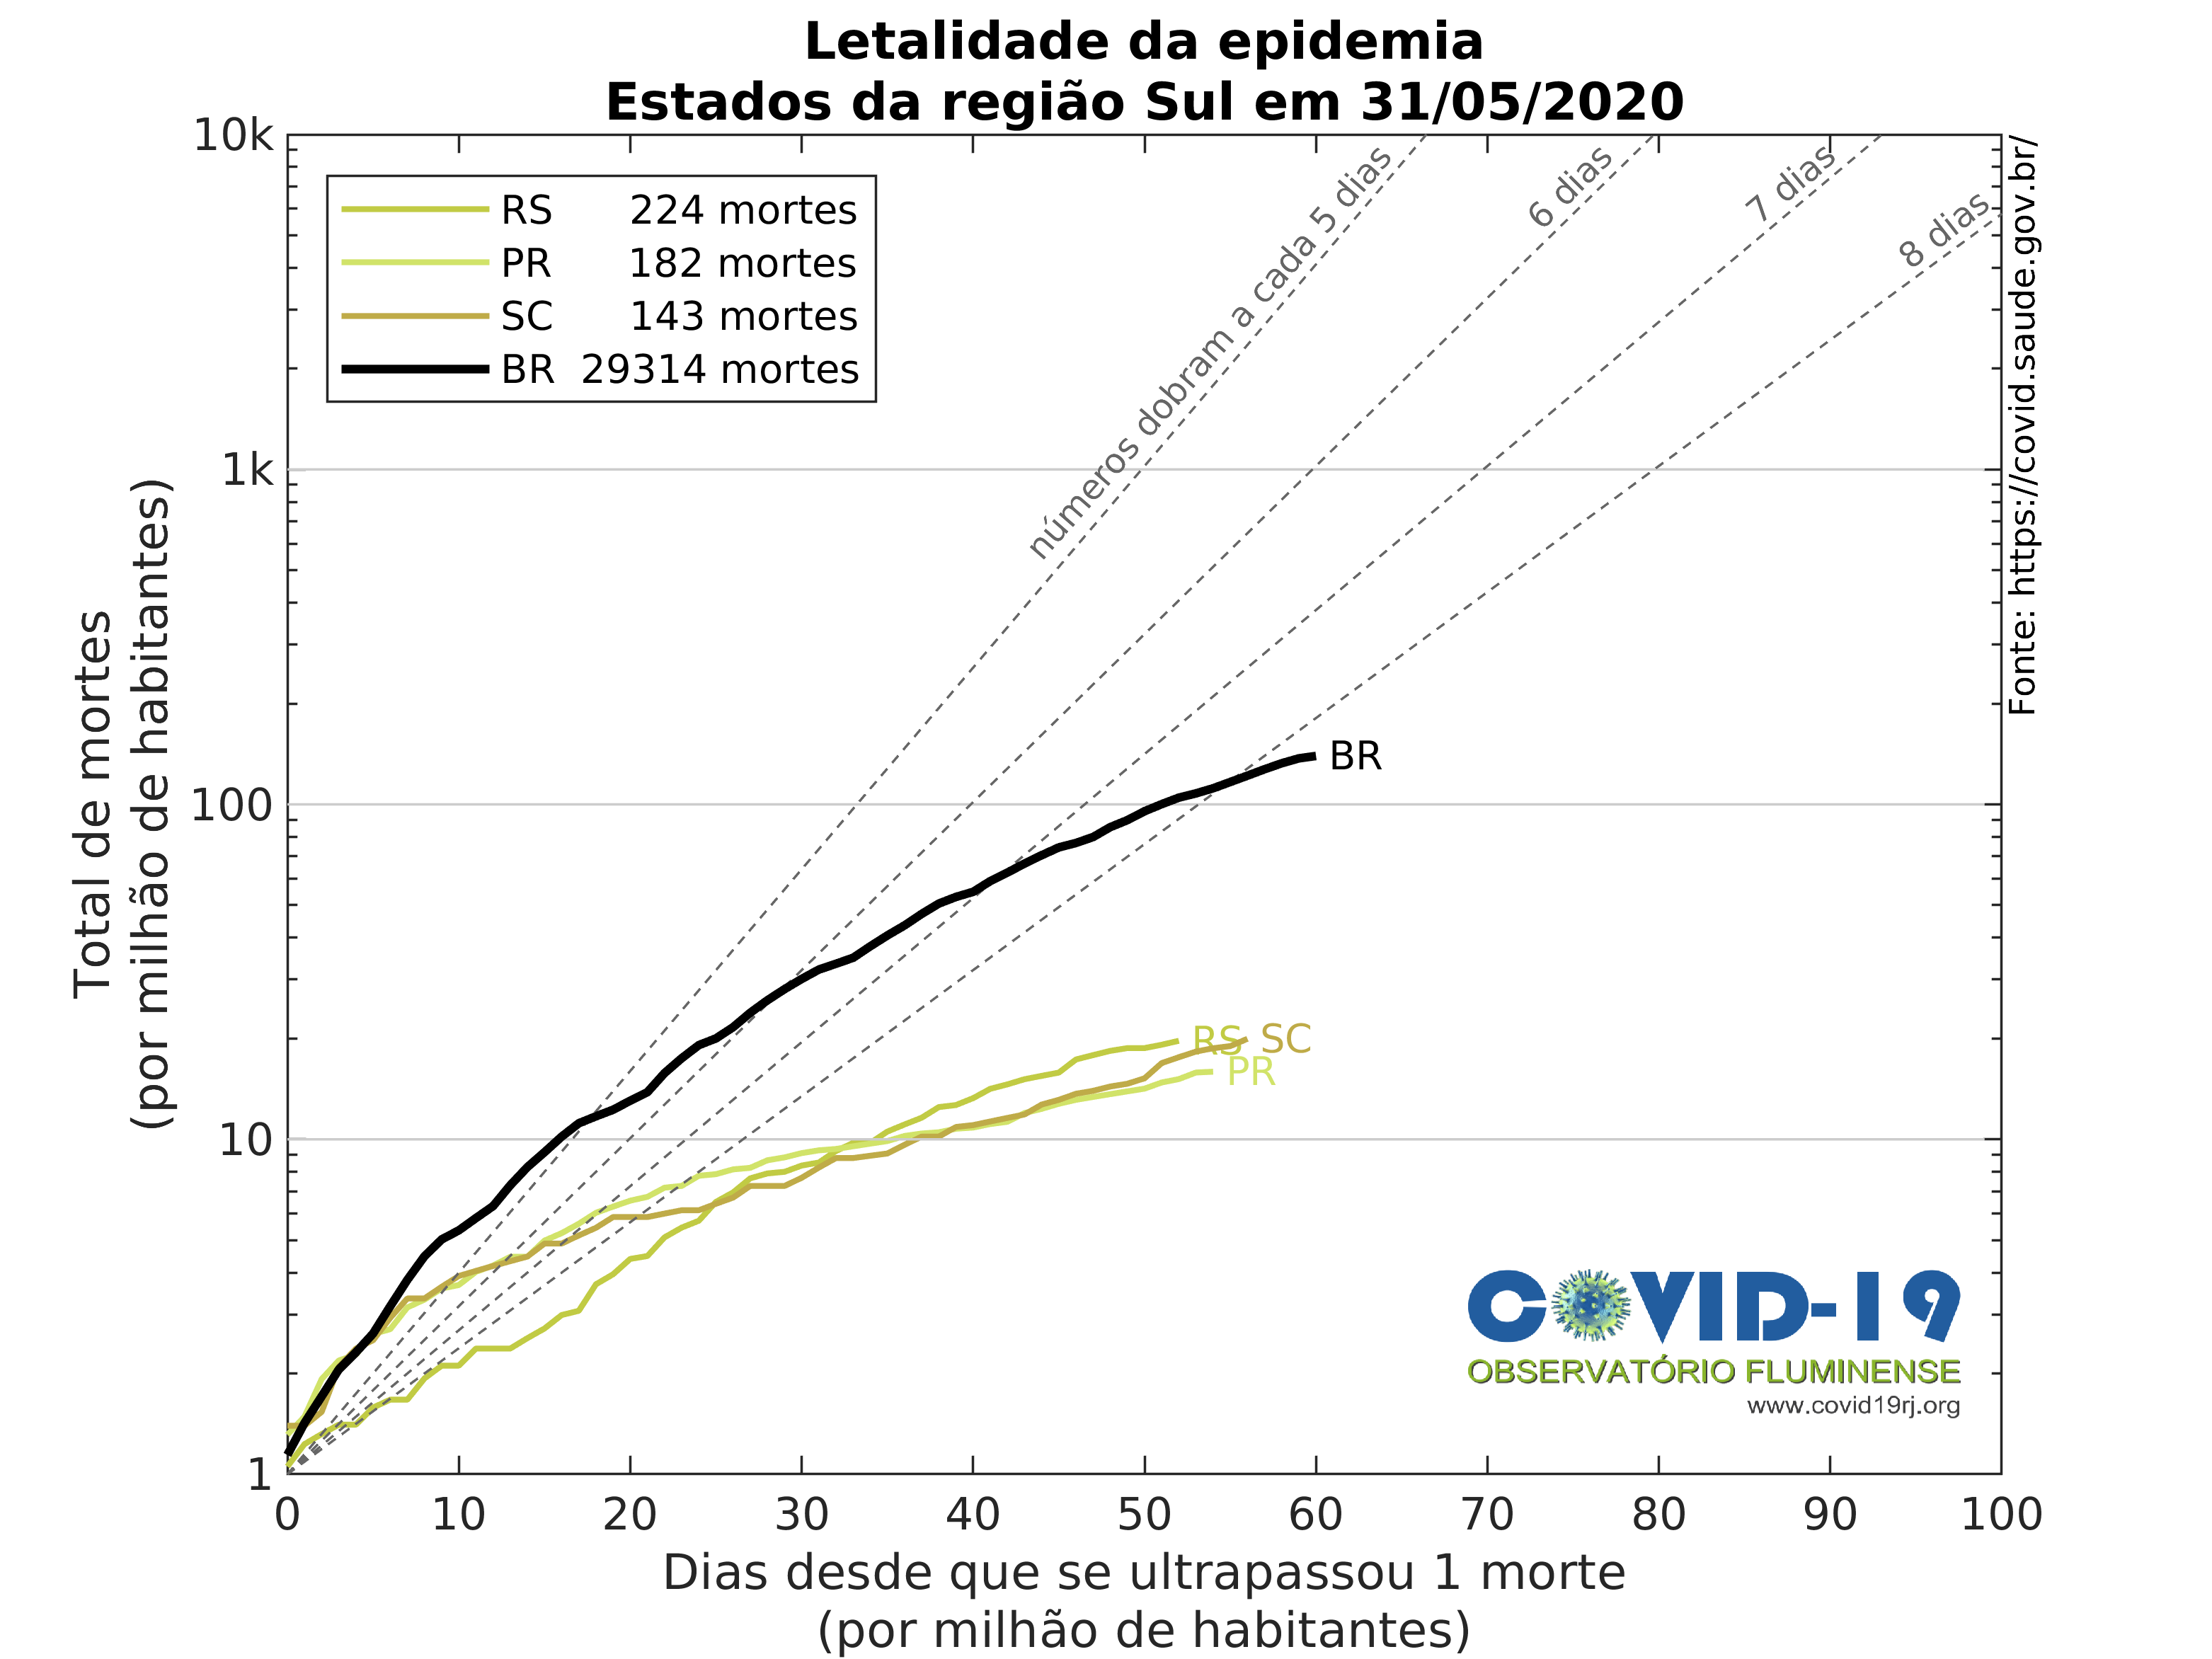 Letalidade da epidemia
Estados da região Sul em 31/05/2020
10k
1k
100
10
1
Total de mortes
(por milhão de habitantes)
RS 224 mortes
PR 182 mortes
SC 143 mortes
BR 29314 mortes
números dobram a cada 5 dias
6 dias
7 dias
8 dias
Fonte: https://covid.saude.gov.br/
BR
RS
SC
PR
COVID-19
OBSERVATÓRIO FLUMINENSE
www.covid19rj.org
0 10 20 30 40 50 60 70 80 90 100
Dias desde que se ultrapassou 1 morte
(por milhão de habitantes)